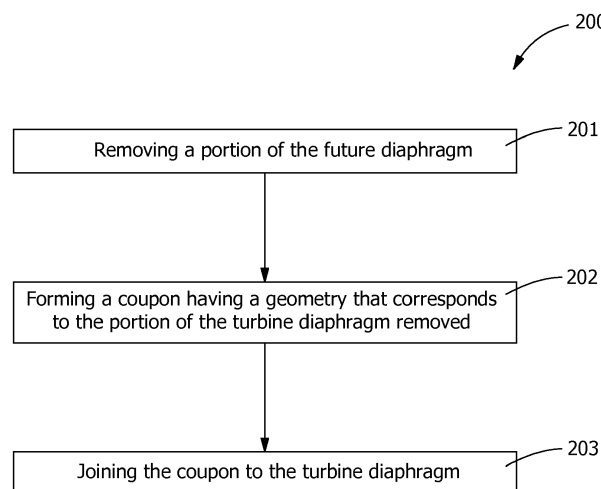 200
201
Removing a portion of the future diaphragm
202
Forming a coupon having a geometry that corresponds
to the portion of the turbine diaphragm removed
203
Joining the coupon to the turbine diaphragm